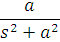 a
s² + a²